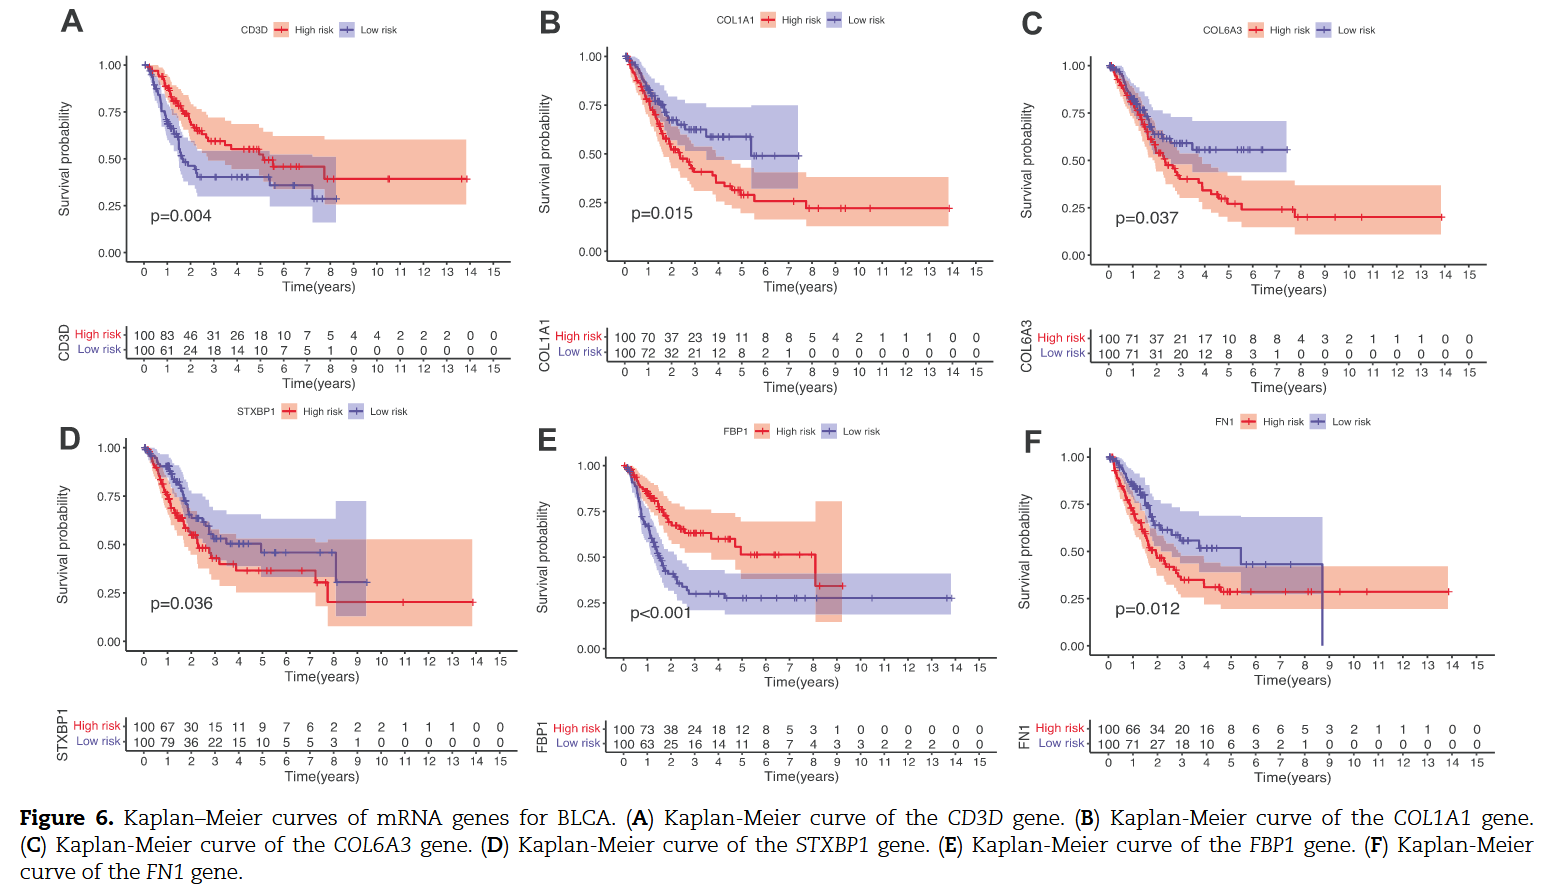 A
CD3D High risk Low risk
Survival probability
1.00
0.75
0.50
0.25
0.00
p=0.004
0 1 2 3 4 5 6 7 8 9 10 11 12 13 14 15
Time(years)
CD3D
High risk 100 83 46 31 26 18 10 7 5 4 4 2 2 2 0 0
Low risk 100 61 24 18 14 10 7 5 1 0 0 0 0 0 0 0
0 1 2 3 4 5 6 7 8 9 10 11 12 13 14 15
Time(years)
B
COL1A1 High risk Low risk
Survival probability
1.00
0.75
0.50
0.25
0.00
p=0.015
0 1 2 3 4 5 6 7 8 9 10 11 12 13 14 15
Time(years)
COL1A1
High risk 100 70 37 23 19 11 8 8 5 4 2 1 1 1 0 0
Low risk 100 72 32 21 12 8 2 1 0 0 0 0 0 0 0 0
0 1 2 3 4 5 6 7 8 9 10 11 12 13 14 15
Time(years)
C
COL6A3 High risk Low risk
Survival probability
1.00
0.75
0.50
0.25
0.00
p=0.037
0 1 2 3 4 5 6 7 8 9 10 11 12 13 14 15
Time(years)
COL6A3
High risk 100 71 37 21 17 10 8 8 4 3 2 1 1 1 0 0
Low risk 100 71 31 20 12 8 3 1 0 0 0 0 0 0 0 0
0 1 2 3 4 5 6 7 8 9 10 11 12 13 14 15
Time(years)
D
STXBP1 High risk Low risk
Survival probability
1.00
0.75
0.50
0.25
0.00
p=0.036
0 1 2 3 4 5 6 7 8 9 10 11 12 13 14 15
Time(years)
STXBP1
High risk 100 67 30 15 11 9 7 6 2 2 2 1 1 1 0 0
Low risk 100 79 36 22 15 10 5 5 3 1 0 0 0 0 0 0
0 1 2 3 4 5 6 7 8 9 10 11 12 13 14 15
Time(years)
E
FBP1 High risk Low risk
Survival probability
1.00
0.75
0.50
0.25
0.00
p<0.001
0 1 2 3 4 5 6 7 8 9 10 11 12 13 14 15
Time(years)
FBP1
High risk 100 73 38 24 18 12 8 5 3 1 0 0 0 0 0 0
Low risk 100 63 25 16 14 11 8 7 4 3 3 2 2 2 0 0
0 1 2 3 4 5 6 7 8 9 10 11 12 13 14 15
Time(years)
F
FN1 High risk Low risk
Survival probability
1.00
0.75
0.50
0.25
0.00
p=0.012
0 1 2 3 4 5 6 7 8 9 10 11 12 13 14 15
Time(years)
FN1
High risk 100 66 34 20 16 8 6 6 5 3 2 1 1 1 0 0
Low risk 100 71 27 18 10 6 3 2 1 0 0 0 0 0 0 0
0 1 2 3 4 5 6 7 8 9 10 11 12 13 14 15
Time(years)
Figure 6. Kaplan–Meier curves of mRNA genes for BLCA. (A) Kaplan-Meier curve of the CD3D gene. (B) Kaplan-Meier curve of the COL1A1 gene.
(C) Kaplan-Meier curve of the COL6A3 gene. (D) Kaplan-Meier curve of the STXBP1 gene. (E) Kaplan-Meier curve of the FBP1 gene. (F) Kaplan-Meier
curve of the FN1 gene.